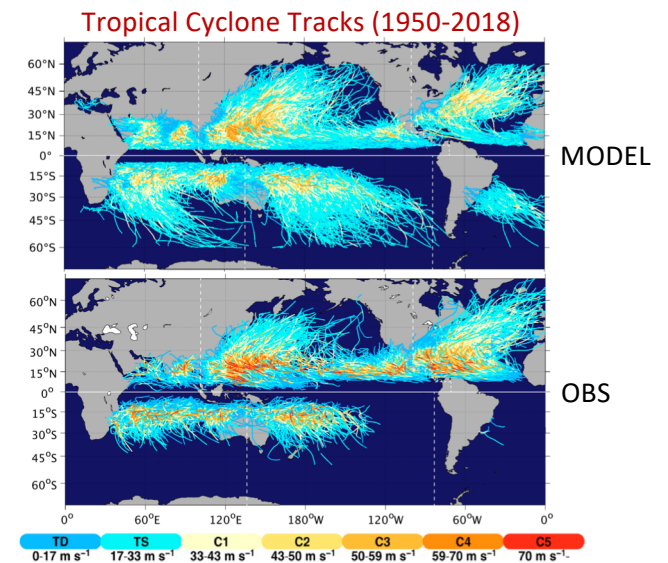 Tropical Cyclone Tracks (1950-2018)
60°N
45°N
30°N
15°N
0°
15°S
30°S
45°S
60°S
MODEL
60°N
45°N
30°N
15°N
0°
15°S
30°S
45°S
60°S
OBS
0° 60°E 120°E 180°W 120°W 60°W 0°
TD TS C1 C2 C3 C4 C5
0-17 m s⁻¹ 17-33 m s⁻¹ 33-43 m s⁻¹ 43-50 m s⁻¹ 50-59 m s⁻¹ 59-70 m s⁻¹ 70 m s⁻¹-